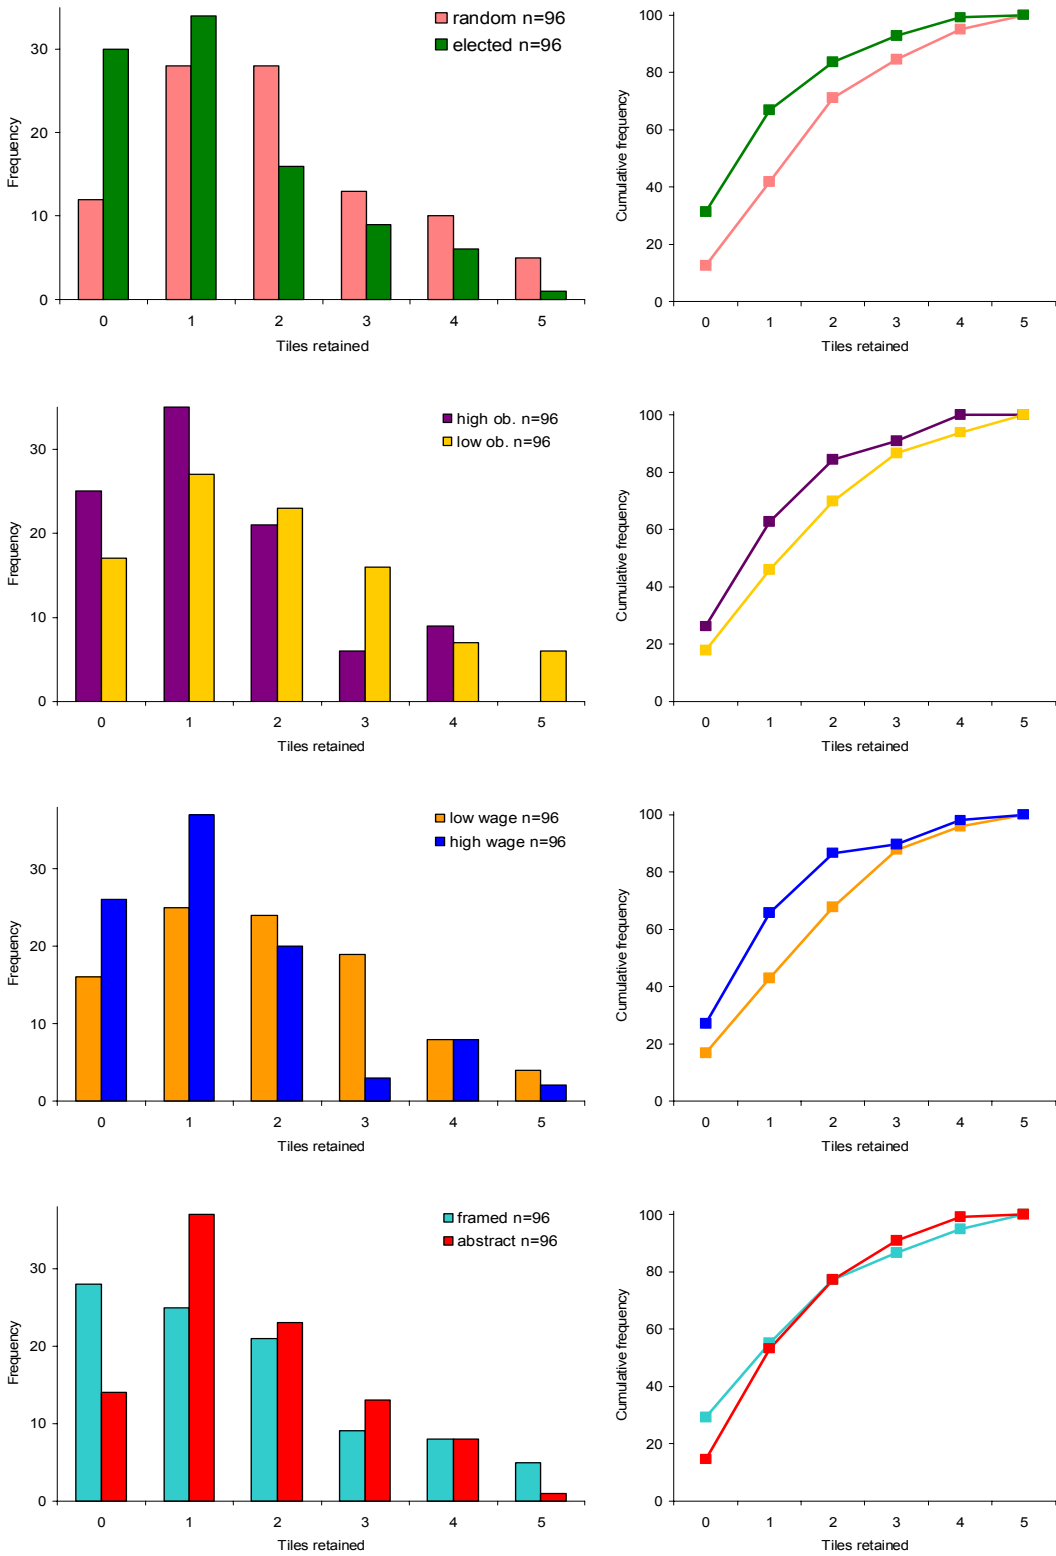 random n=96
elected n=96
Frequency
30
20
10
0
0 1 2 3 4 5
Tiles retained
Cumulative frequency
100
80
60
40
20
0
0 1 2 3 4 5
Tiles retained
high ob. n=96
low ob. n=96
Frequency
30
20
10
0
0 1 2 3 4 5
Tiles retained
Cumulative frequency
100
80
60
40
20
0
0 1 2 3 4 5
Tiles retained
low wage n=96
high wage n=96
Frequency
30
20
10
0
0 1 2 3 4 5
Tiles retained
Cumulative frequency
100
80
60
40
20
0
0 1 2 3 4 5
Tiles retained
framed n=96
abstract n=96
Frequency
30
20
10
0
0 1 2 3 4 5
Tiles retained
Cumulative frequency
100
80
60
40
20
0
0 1 2 3 4 5
Tiles retained